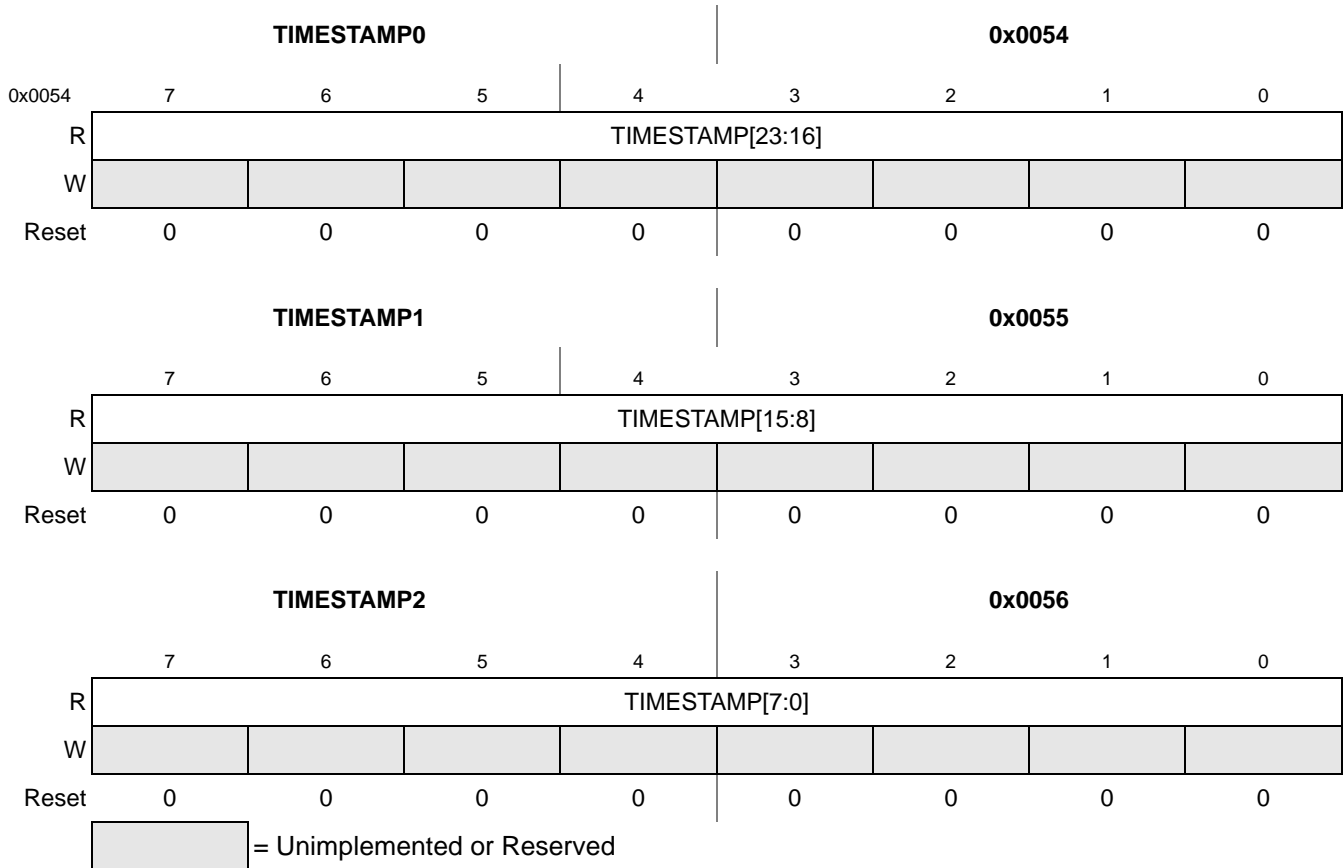 TIMESTAMP0 0x0054
0x0054 7 6 5 4 3 2 1 0
R TIMESTAMP[23:16]
W
Reset 0 0 0 0 0 0 0 0
TIMESTAMP1 0x0055
7 6 5 4 3 2 1 0
R TIMESTAMP[15:8]
W
Reset 0 0 0 0 0 0 0 0
TIMESTAMP2 0x0056
7 6 5 4 3 2 1 0
R TIMESTAMP[7:0]
W
Reset 0 0 0 0 0 0 0 0
= Unimplemented or Reserved